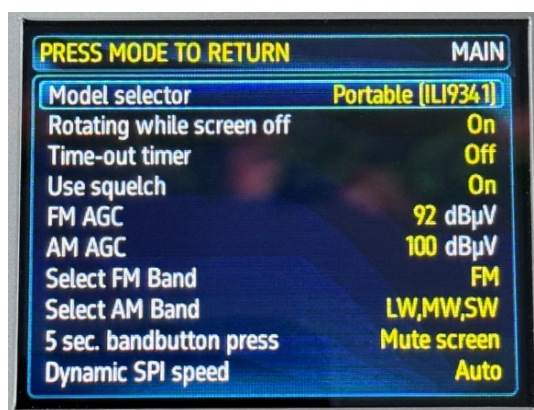 PRESS MODE TO RETURN MAIN
Model selector Portable (ILI9341)
Rotating while screen off On
Time-out timer Off
Use squelch On
FM AGC 92 dBµV
AM AGC 100 dBµV
Select FM Band FM
Select AM Band LW,MW,SW
5 sec. bandbutton press Mute screen
Dynamic SPI speed Auto